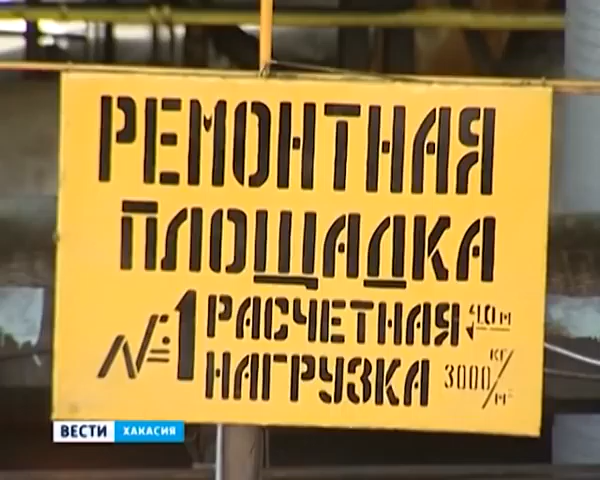 РЕМОНТНАЯ
ПЛОЩАДКА
№1 РАСЧЕТНАЯ
НАГРУЗКА 3000 КГ/М²
ВЕСТИ ХАКАСИЯ